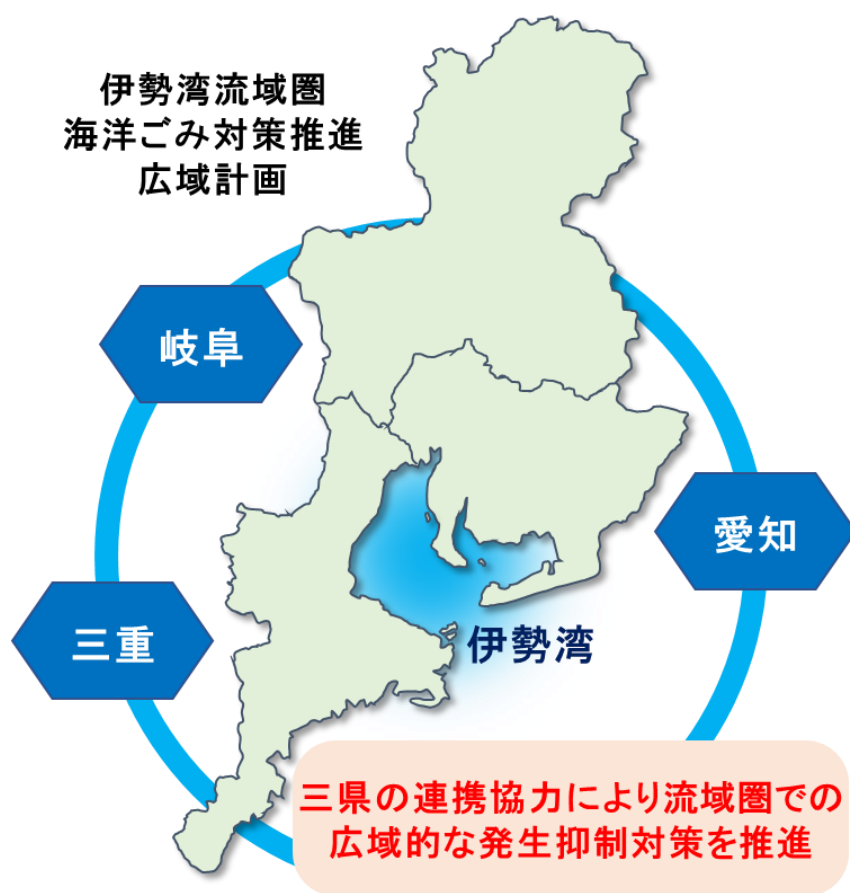 伊勢湾流域圏
海洋ごみ対策推進
広域計画
岐阜
愛知
三重
伊勢湾
三県の連携協力により流域圏での
広域的な発生抑制対策を推進